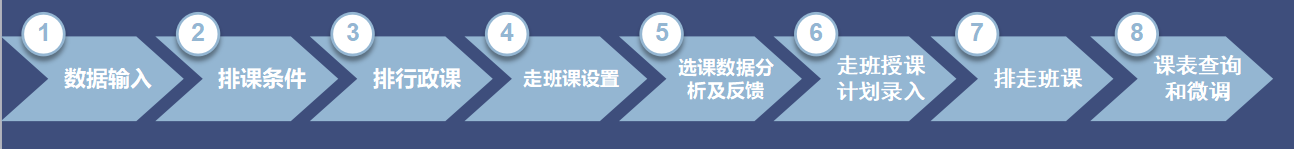 1
数据输入
2
排课条件
3
排行政课
4
走班课设置
5
选课数据分
析及反馈
6
走班授课
计划录入
7
排走班课
8
课表查询
和微调